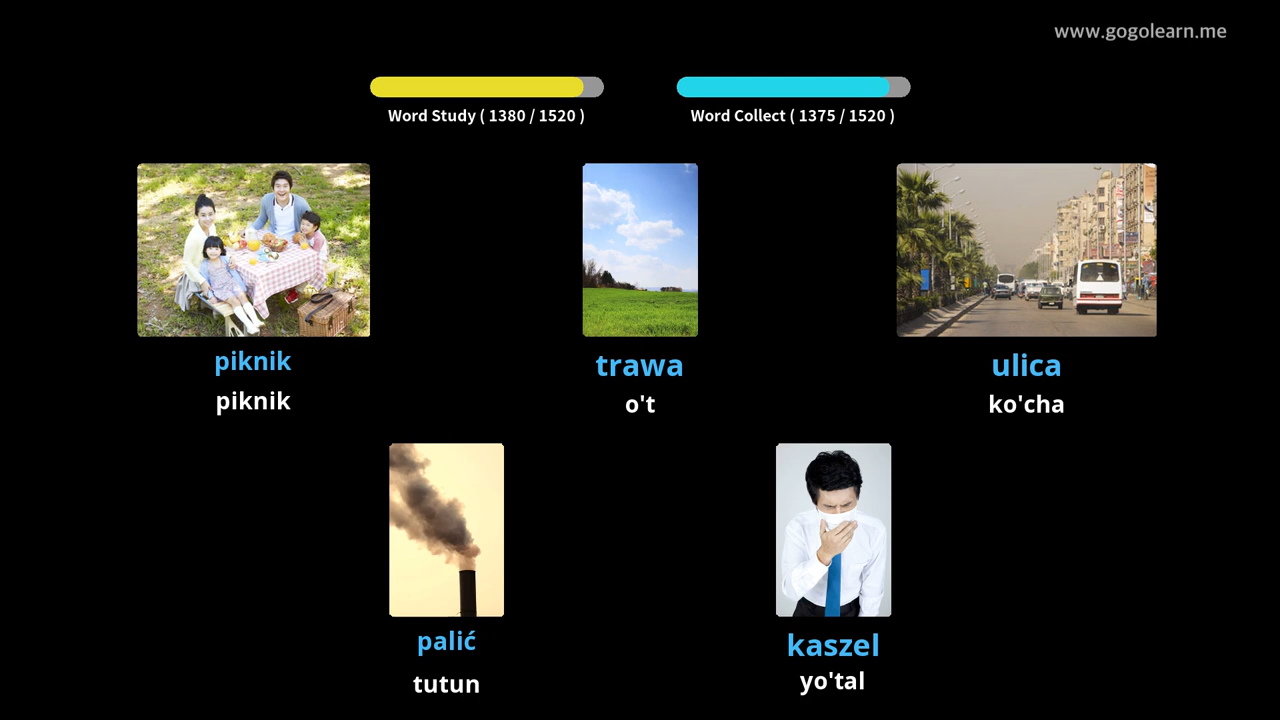 www.gogolearn.me
Word Study ( 1380 / 1520 )
Word Collect ( 1375 / 1520 )
piknik
piknik
trawa
o't
ulica
ko'cha
palić
tutun
kaszel
yo'tal